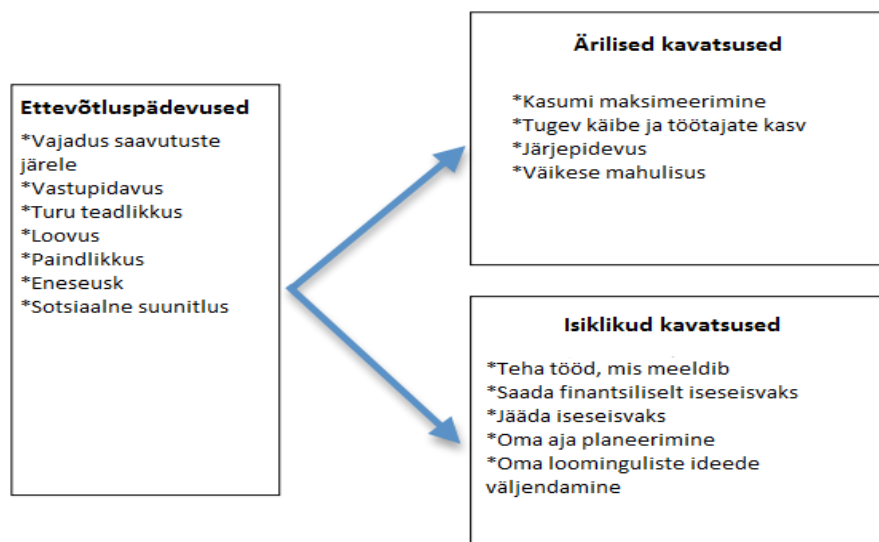 Ettevõtluspädevused
*Vajadus saavutuste
järele
*Vastupidavus
*Turu teadlikkus
*Loovus
*Paindlikkus
*Eneseusk
*Sotsiaalne suunitlus
Ärilised kavatsused
*Kasumi maksimeerimine
*Tugev käibe ja töötajate kasv
*Järjepidevus
*Väikese mahulisus
Isiklikud kavatsused
*Teha tööd, mis meeldib
*Saada finantsiliselt iseseisvaks
*Jääda iseseisvaks
*Oma aja planeerimine
*Oma loominguliste ideede
väljendamine